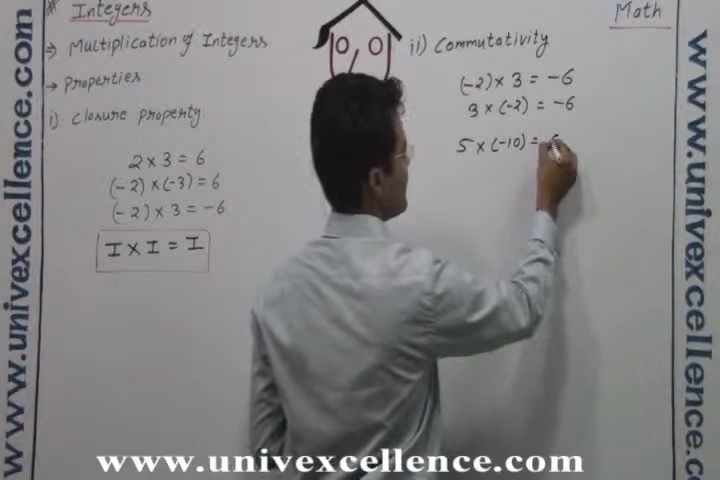 * Integers
⇒ Multiplication of Integers
→ Properties
i) Closure property
2 × 3 = 6
(-2) × (-3) = 6
(-2) × 3 = -6
I × I = I
ii) Commutativity
(-2) × 3 = -6
3 × (-2) = -6
5 × (-10) =
Math
www.univexcellence.com
www.univexcellence.com
www.univexcellence.com